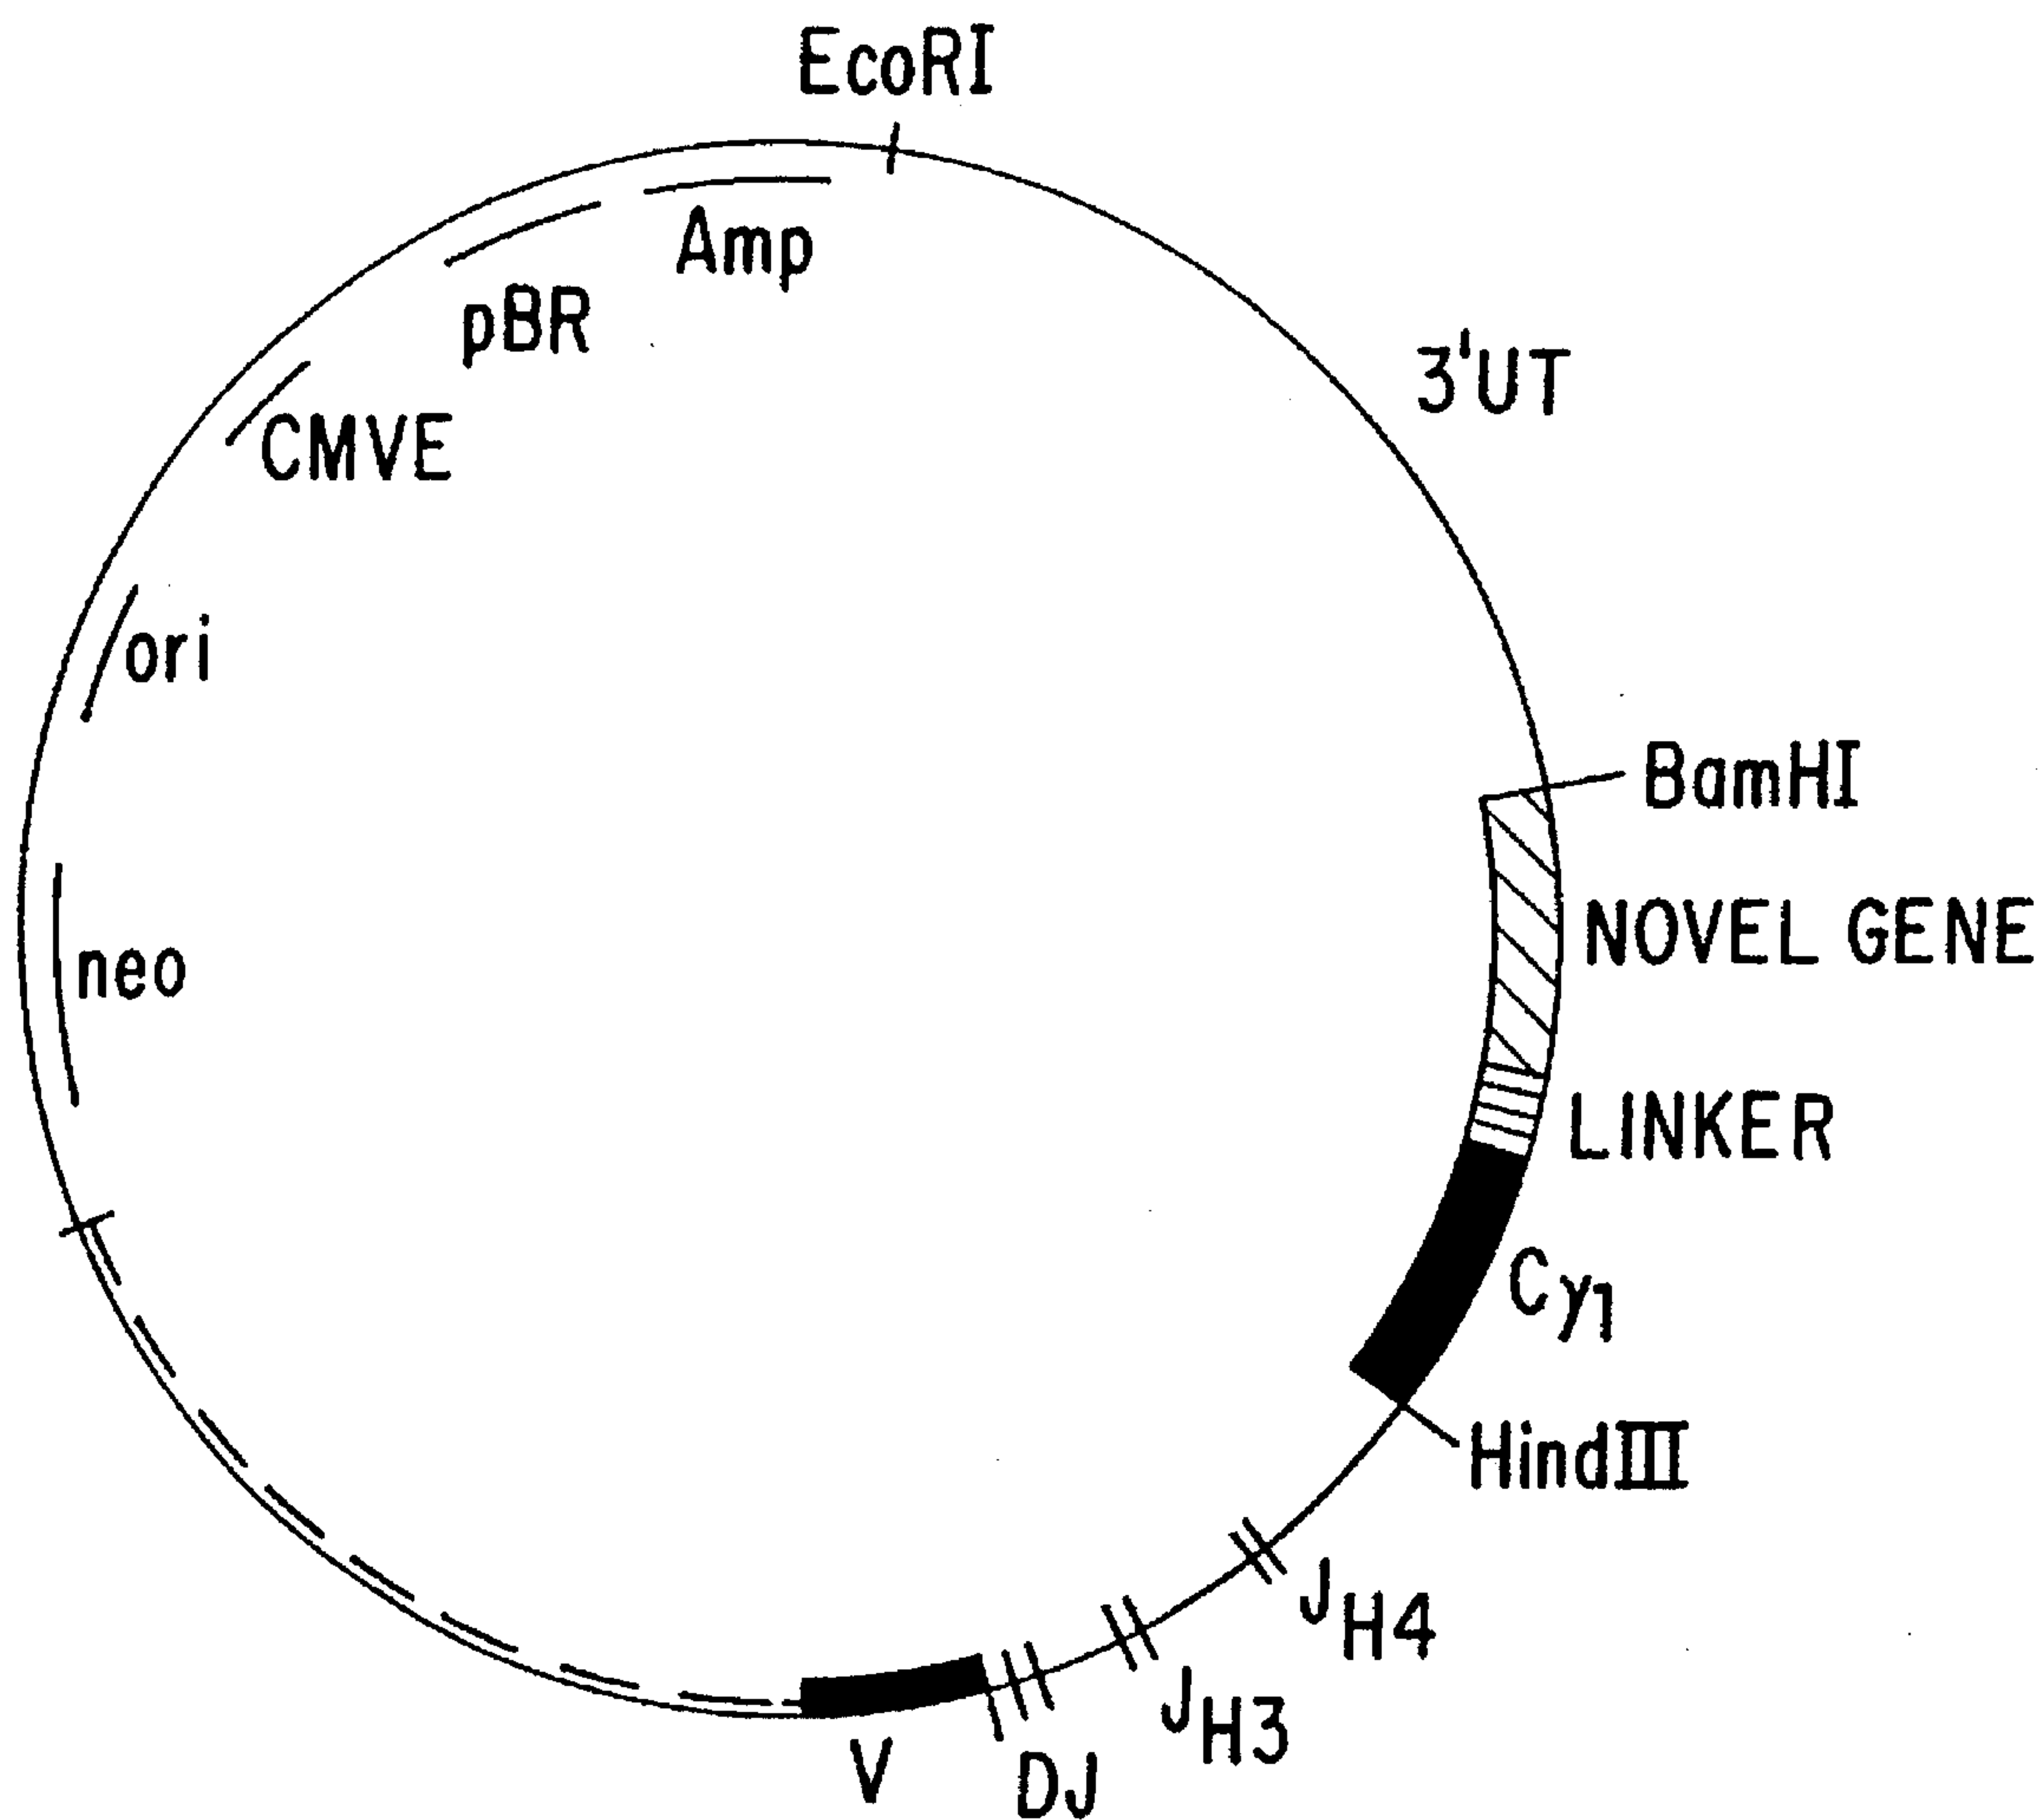 EcoRI
Amp
pBR
3'UT
CMVE
ori
BamHI
NOVEL GENE
neo
LINKER
Cγ1
HindIII
JH4
JH3
V
DJ